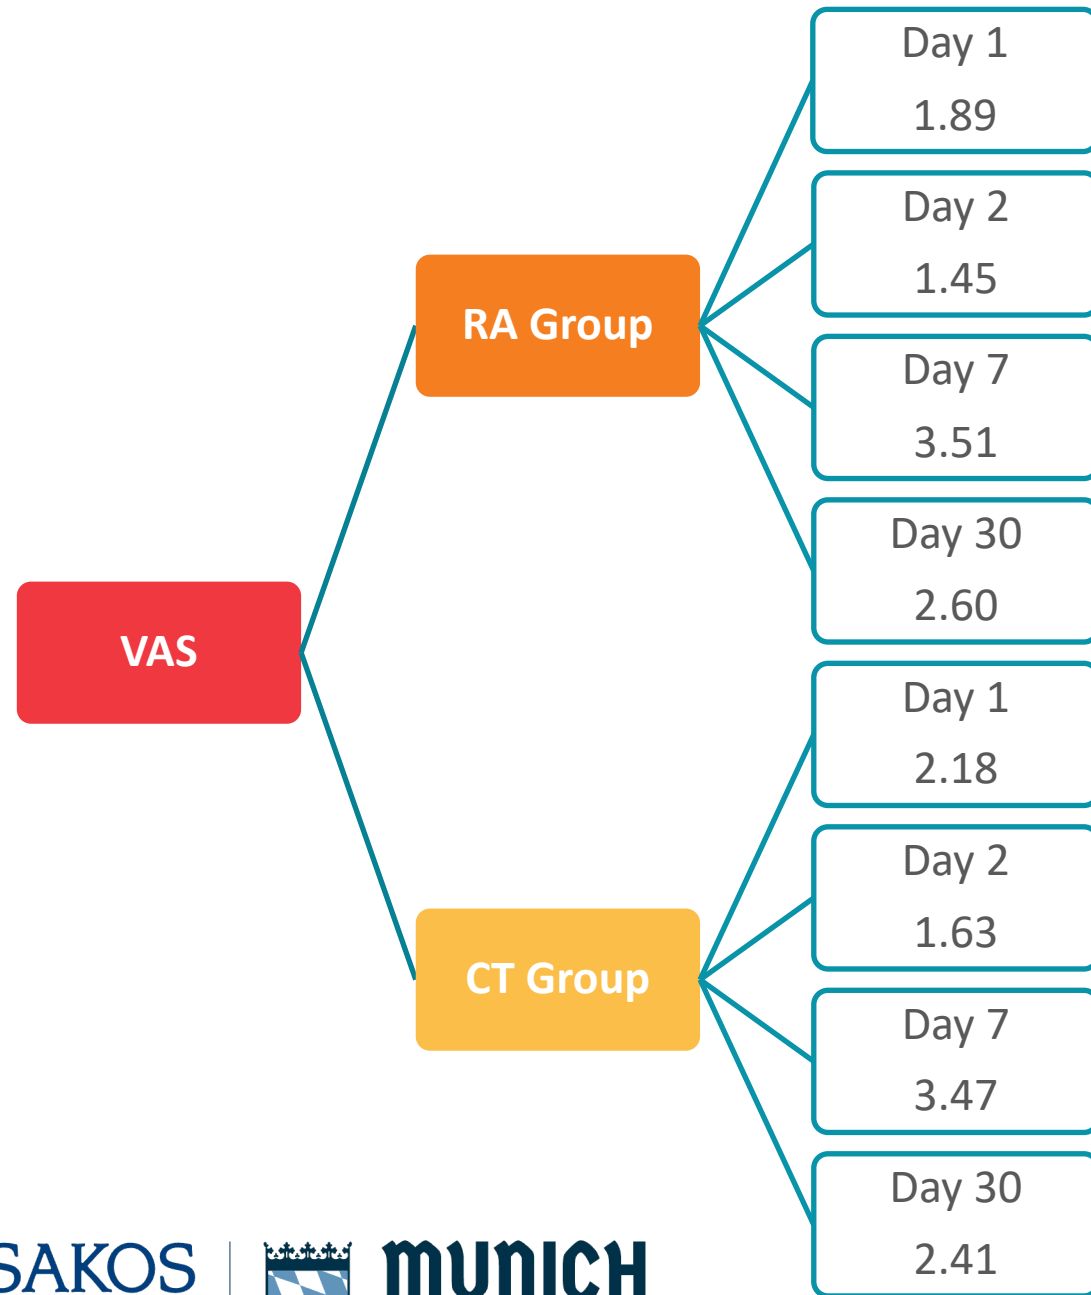 VAS
RA Group
Day 1
1.89
Day 2
1.45
Day 7
3.51
Day 30
2.60
CT Group
Day 1
2.18
Day 2
1.63
Day 7
3.47
Day 30
2.41
SAKOS
MUNICH